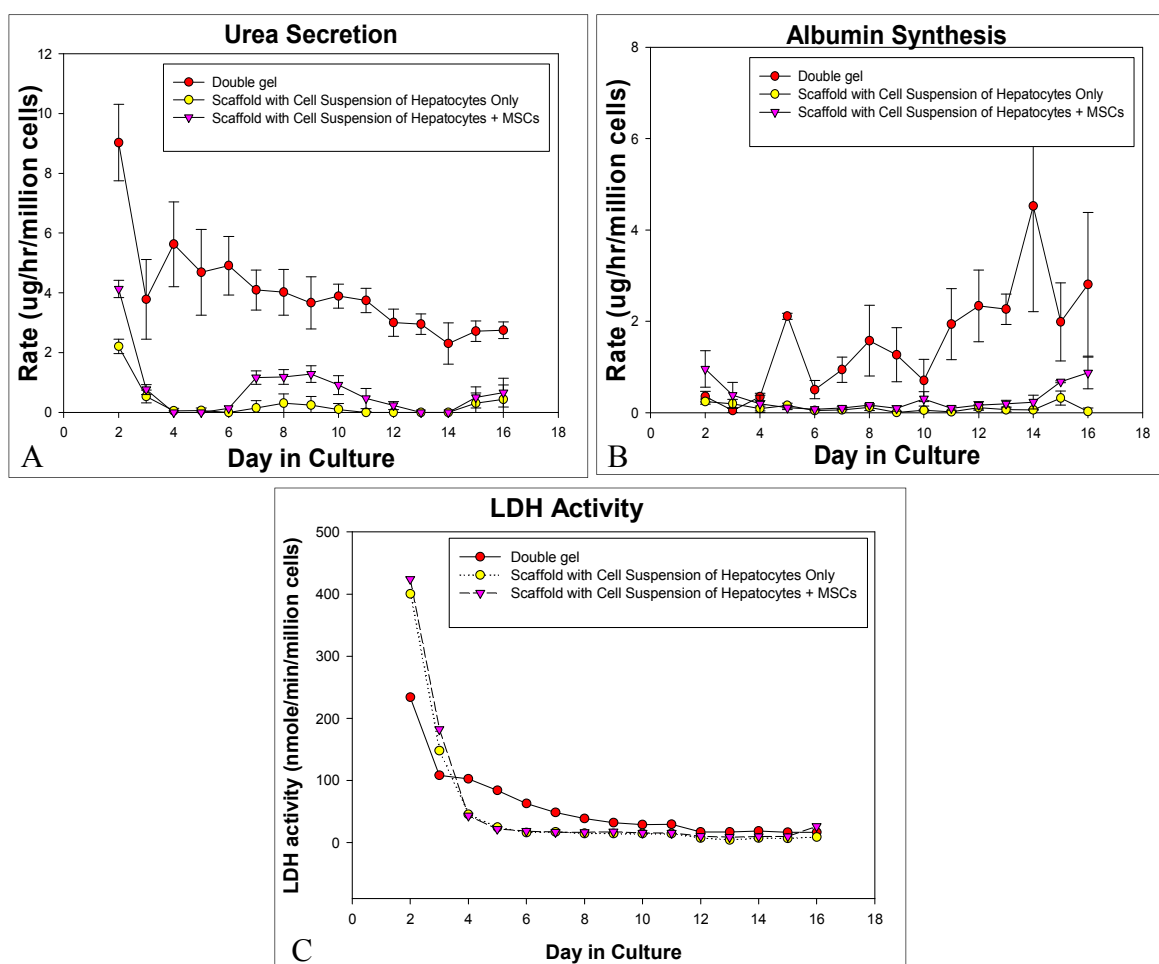 Urea Secretion
Rate (ug/hr/million cells)
12
10
8
6
4
2
0
Double gel
Scaffold with Cell Suspension of Hepatocytes Only
Scaffold with Cell Suspension of Hepatocytes + MSCs
0 2 4 6 8 10 12 14 16 18
Day in Culture
A
Albumin Synthesis
Rate (ug/hr/million cells)
8
6
4
2
0
Double gel
Scaffold with Cell Suspension of Hepatocytes Only
Scaffold with Cell Suspension of Hepatocytes + MSCs
0 2 4 6 8 10 12 14 16 18
Day in Culture
B
LDH Activity
LDH activity (nmole/min/million cells)
500
400
300
200
100
0
Double gel
Scaffold with Cell Suspension of Hepatocytes Only
Scaffold with Cell Suspension of Hepatocytes + MSCs
0 2 4 6 8 10 12 14 16 18
Day in Culture
C